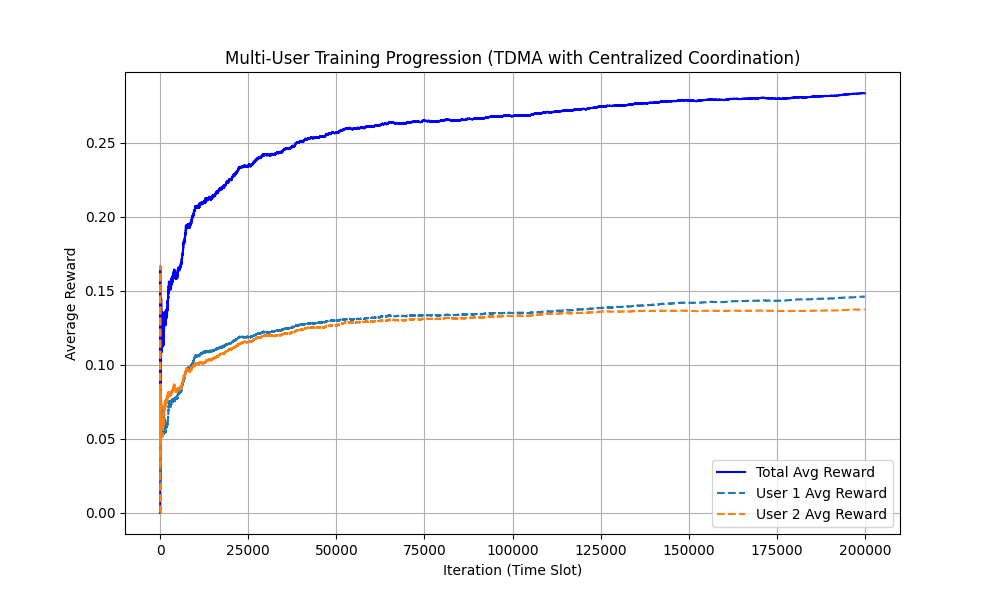 Multi-User Training Progression (TDMA with Centralized Coordination)
Average Reward
0.25
0.20
0.15
0.10
0.05
0.00
Total Avg Reward
User 1 Avg Reward
User 2 Avg Reward
0 25000 50000 75000 100000 125000 150000 175000 200000
Iteration (Time Slot)